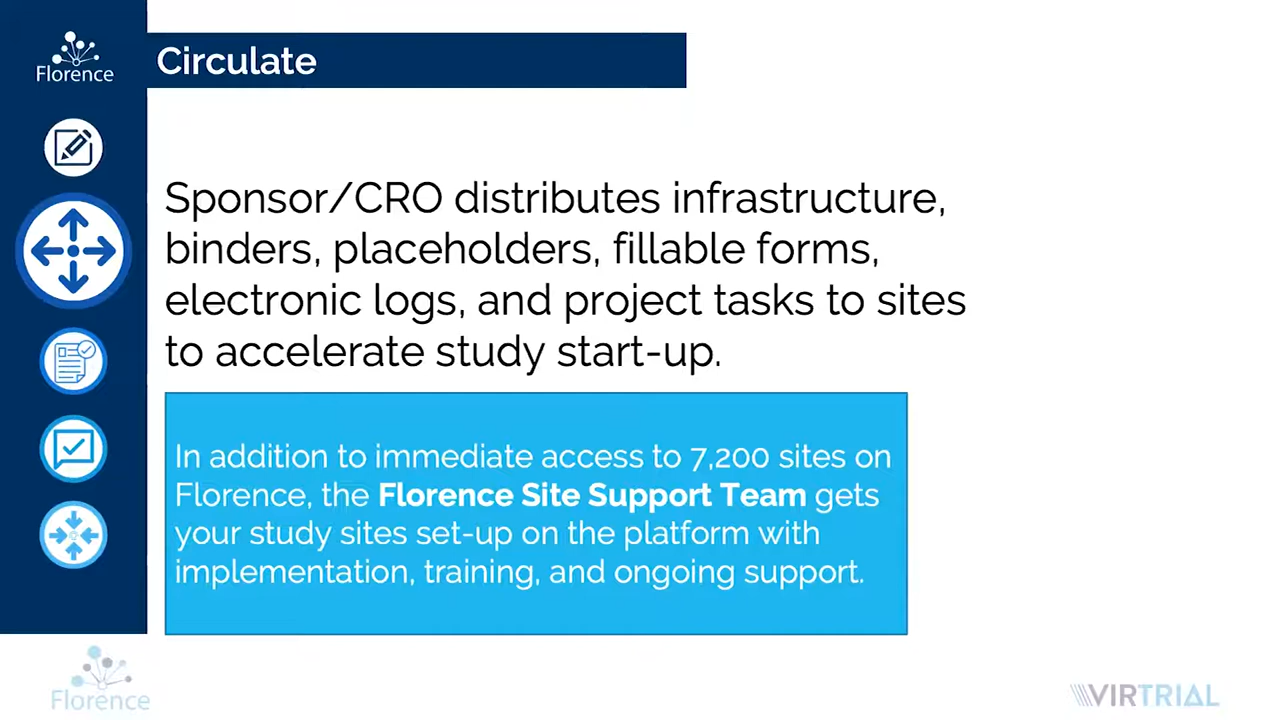 Florence
Circulate
Sponsor/CRO distributes infrastructure,
binders, placeholders, fillable forms,
electronic logs, and project tasks to sites
to accelerate study start-up.
In addition to immediate access to 7,200 sites on
Florence, the Florence Site Support Team gets
your study sites set-up on the platform with
implementation, training, and ongoing support.
Florence
VIRTRIAL